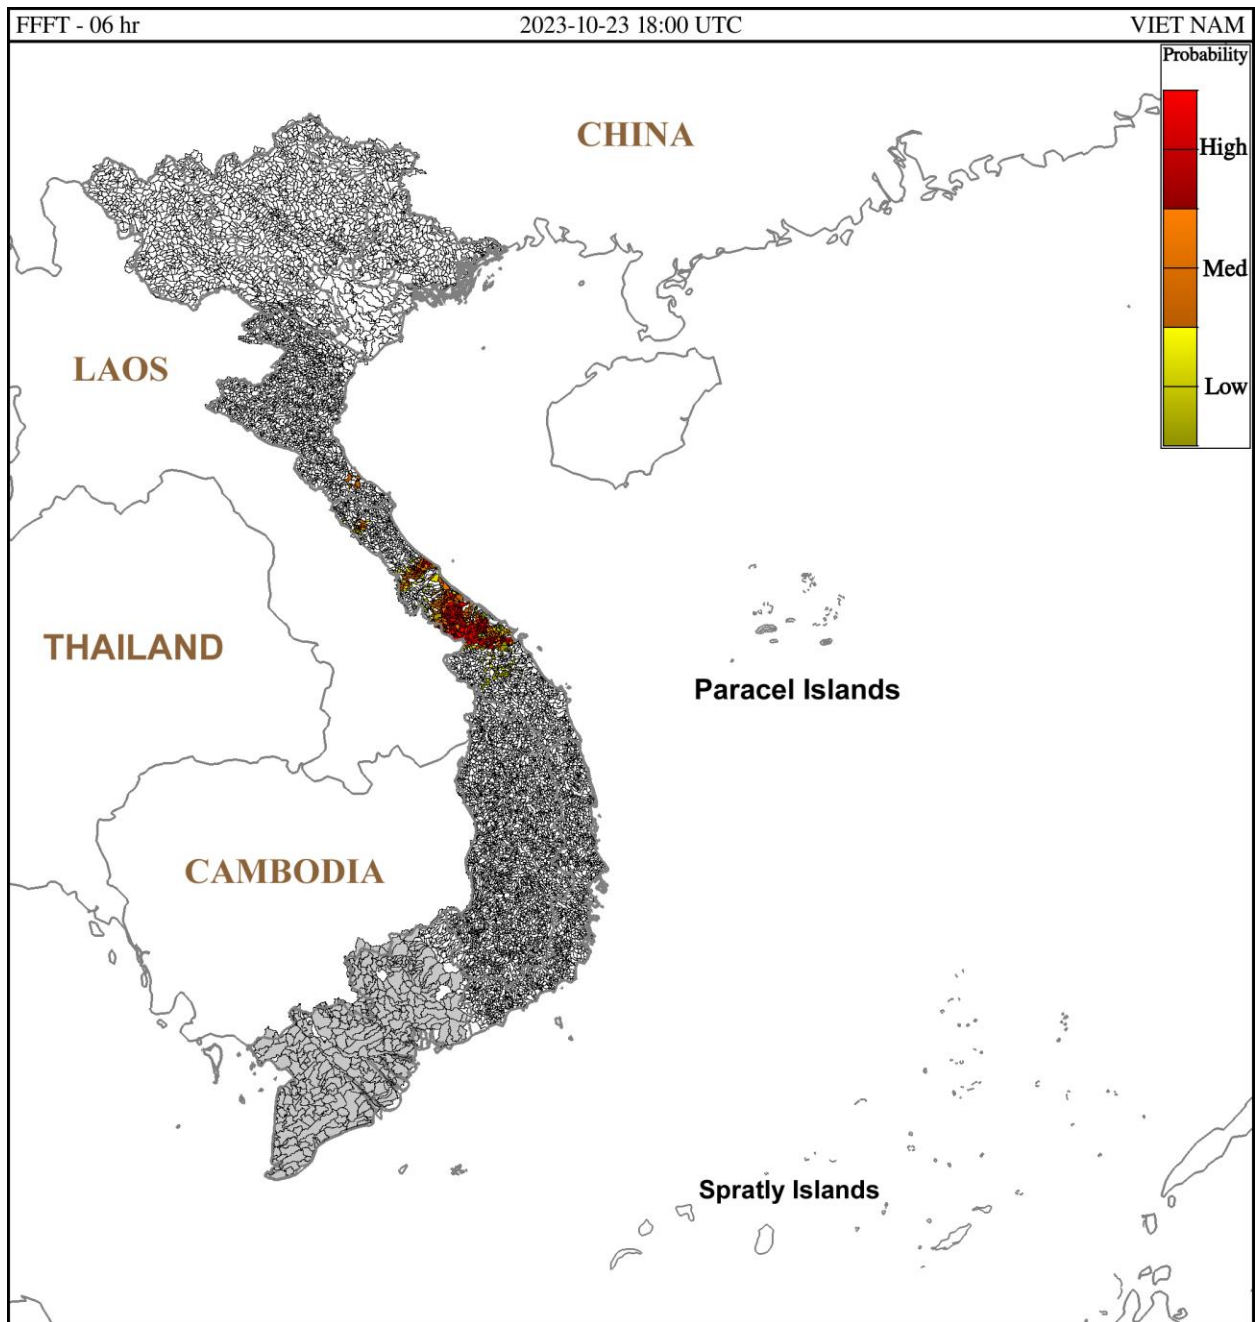 FFFT - 06 hr 2023-10-23 18:00 UTC VIET NAM
Probability
CHINA
High
Med
LAOS
Low
THAILAND
Paracel Islands
CAMBODIA
Spratly Islands